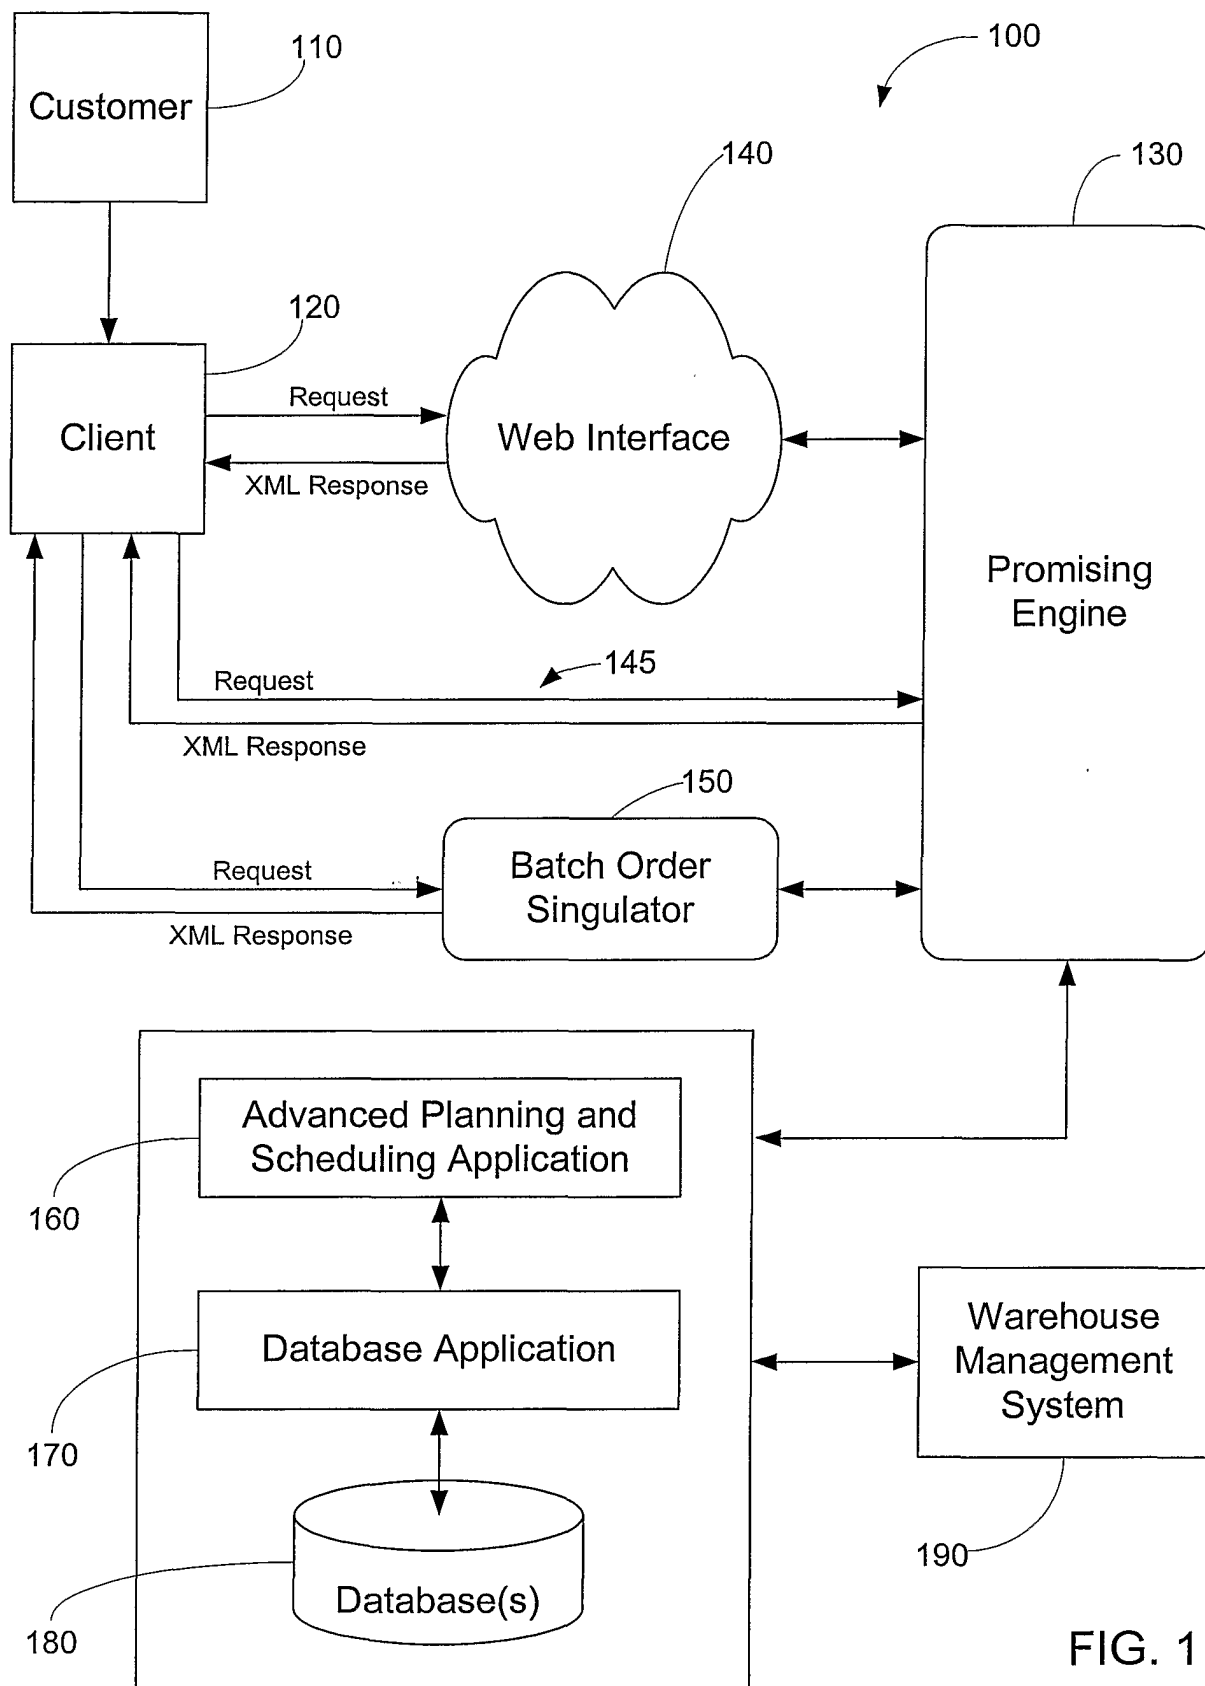 100
110
Customer
140
130
120
Request
Client
Web Interface
XML Response
Promising
Engine
145
Request
XML Response
150
Batch Order
Singulator
Request
XML Response
Advanced Planning and
Scheduling Application
160
Warehouse
Management
System
Database Application
170
190
Database(s)
180
FIG. 1